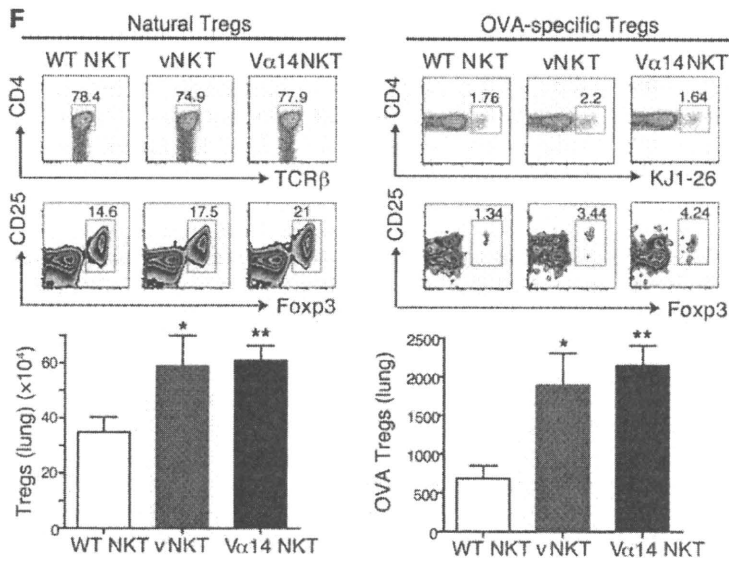 F
Natural Tregs
OVA-specific Tregs
WT NKT vNKT Vα14NKT
WT NKT vNKT Vα14NKT
CD4
78.4 74.9 77.9
TCRβ
CD4
1.76 2.2 1.64
KJ1-26
CD25
14.6 17.5 21
Foxp3
CD25
1.34 3.44 4.24
Foxp3
Tregs (lung) (×10⁴)
60
40
20
0
* **
WT NKT vNKT Vα14 NKT
OVA Tregs (lung)
2500
2000
1500
1000
500
0
* **
WT NKT vNKT Vα14 NKT